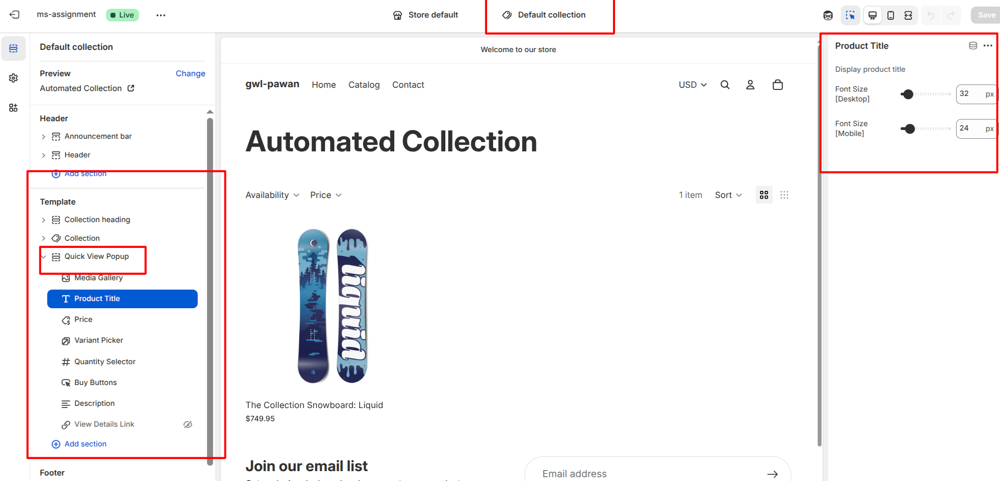 ms-assignment
Live
Store default
Default collection
Save
Default collection
Preview
Change
Automated Collection
Header
Announcement bar
Header
Add section
Template
Collection heading
Collection
Quick View Popup
Media Gallery
Product Title
Price
Variant Picker
Quantity Selector
Buy Buttons
Description
View Details Link
Add section
Footer
Welcome to our store
gwl-pawan
Home
Catalog
Contact
USD
Automated Collection
Availability
Price
1 item
Sort
liquid
The Collection Snowboard: Liquid
$749.95
Join our email list
Email address
Product Title
Display product title
Font Size
[Desktop]
32 px
Font Size
[Mobile]
24 px